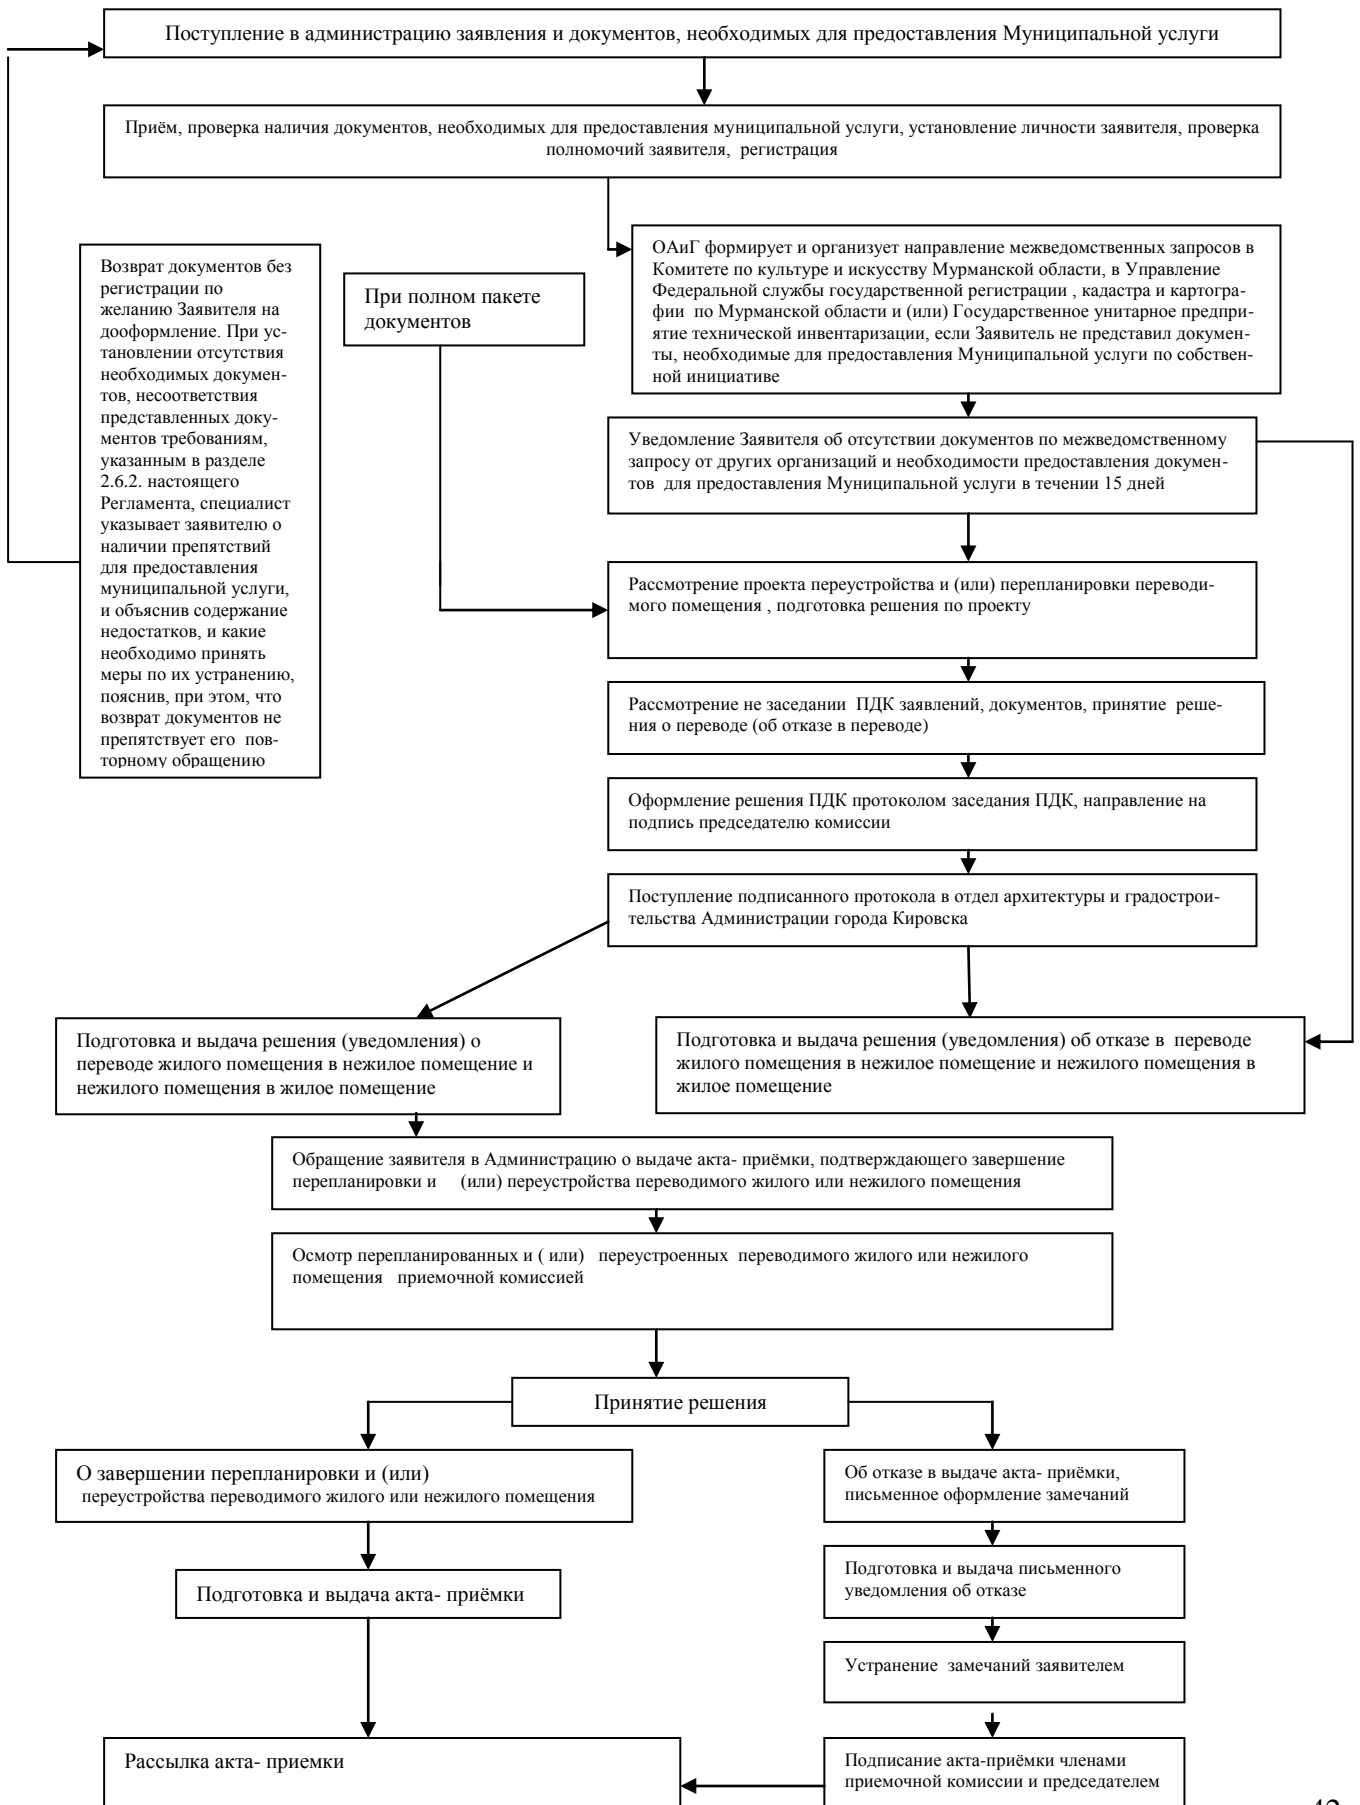 Поступление в администрацию заявления и документов, необходимых для предоставления Муниципальной услуги
Приём, проверка наличия документов, необходимых для предоставления муниципальной услуги, установление личности заявителя, проверка
полномочий заявителя, регистрация
ОАиГ формирует и организует направление межведомственных запросов в
Комитете по культуре и искусству Мурманской области, в Управление
Федеральной службы государственной регистрации , кадастра и картогра-
фии по Мурманской области и (или) Государственное унитарное предпри-
ятие технической инвентаризации, если Заявитель не представил докумен-
ты, необходимые для предоставления Муниципальной услуги по собствен-
ной инициативе
Возврат документов без
регистрации по
желанию Заявителя на
дооформление. При ус-
тановлении отсутствия
необходимых докумен-
тов, несоответствия
представленных доку-
ментов требованиям,
указанным в разделе
2.6.2. настоящего
Регламента, специалист
указывает заявителю о
наличии препятствий
для предоставления
муниципальной услуги,
и объяснив содержание
недостатков, и какие
необходимо принять
меры по их устранению,
пояснив, при этом, что
возврат документов не
препятствует его пов-
торному обращению
При полном пакете
документов
Уведомление Заявителя об отсутствии документов по межведомственному
запросу от других организаций и необходимости предоставления докумен-
тов для предоставления Муниципальной услуги в течении 15 дней
Рассмотрение проекта переустройства и (или) перепланировки переводи-
мого помещения , подготовка решения по проекту
Рассмотрение не заседании ПДК заявлений, документов, принятие реше-
ния о переводе (об отказе в переводе)
Оформление решения ПДК протоколом заседания ПДК, направление на
подпись председателю комиссии
Поступление подписанного протокола в отдел архитектуры и градострои-
тельства Администрации города Кировска
Подготовка и выдача решения (уведомления) о
переводе жилого помещения в нежилое помещение и
нежилого помещения в жилое помещение
Подготовка и выдача решения (уведомления) об отказе в переводе
жилого помещения в нежилое помещение и нежилого помещения в
жилое помещение
Обращение заявителя в Администрацию о выдаче акта- приёмки, подтверждающего завершение
перепланировки и (или) переустройства переводимого жилого или нежилого помещения
Осмотр перепланированных и ( или) переустроенных переводимого жилого или нежилого
помещения приемочной комиссией
Принятие решения
О завершении перепланировки и (или)
переустройства переводимого жилого или нежилого помещения
Об отказе в выдаче акта- приёмки,
письменное оформление замечаний
Подготовка и выдача акта- приёмки
Подготовка и выдача письменного
уведомления об отказе
Устранение замечаний заявителем
Рассылка акта- приемки
Подписание акта-приёмки членами
приемочной комиссии и председателем